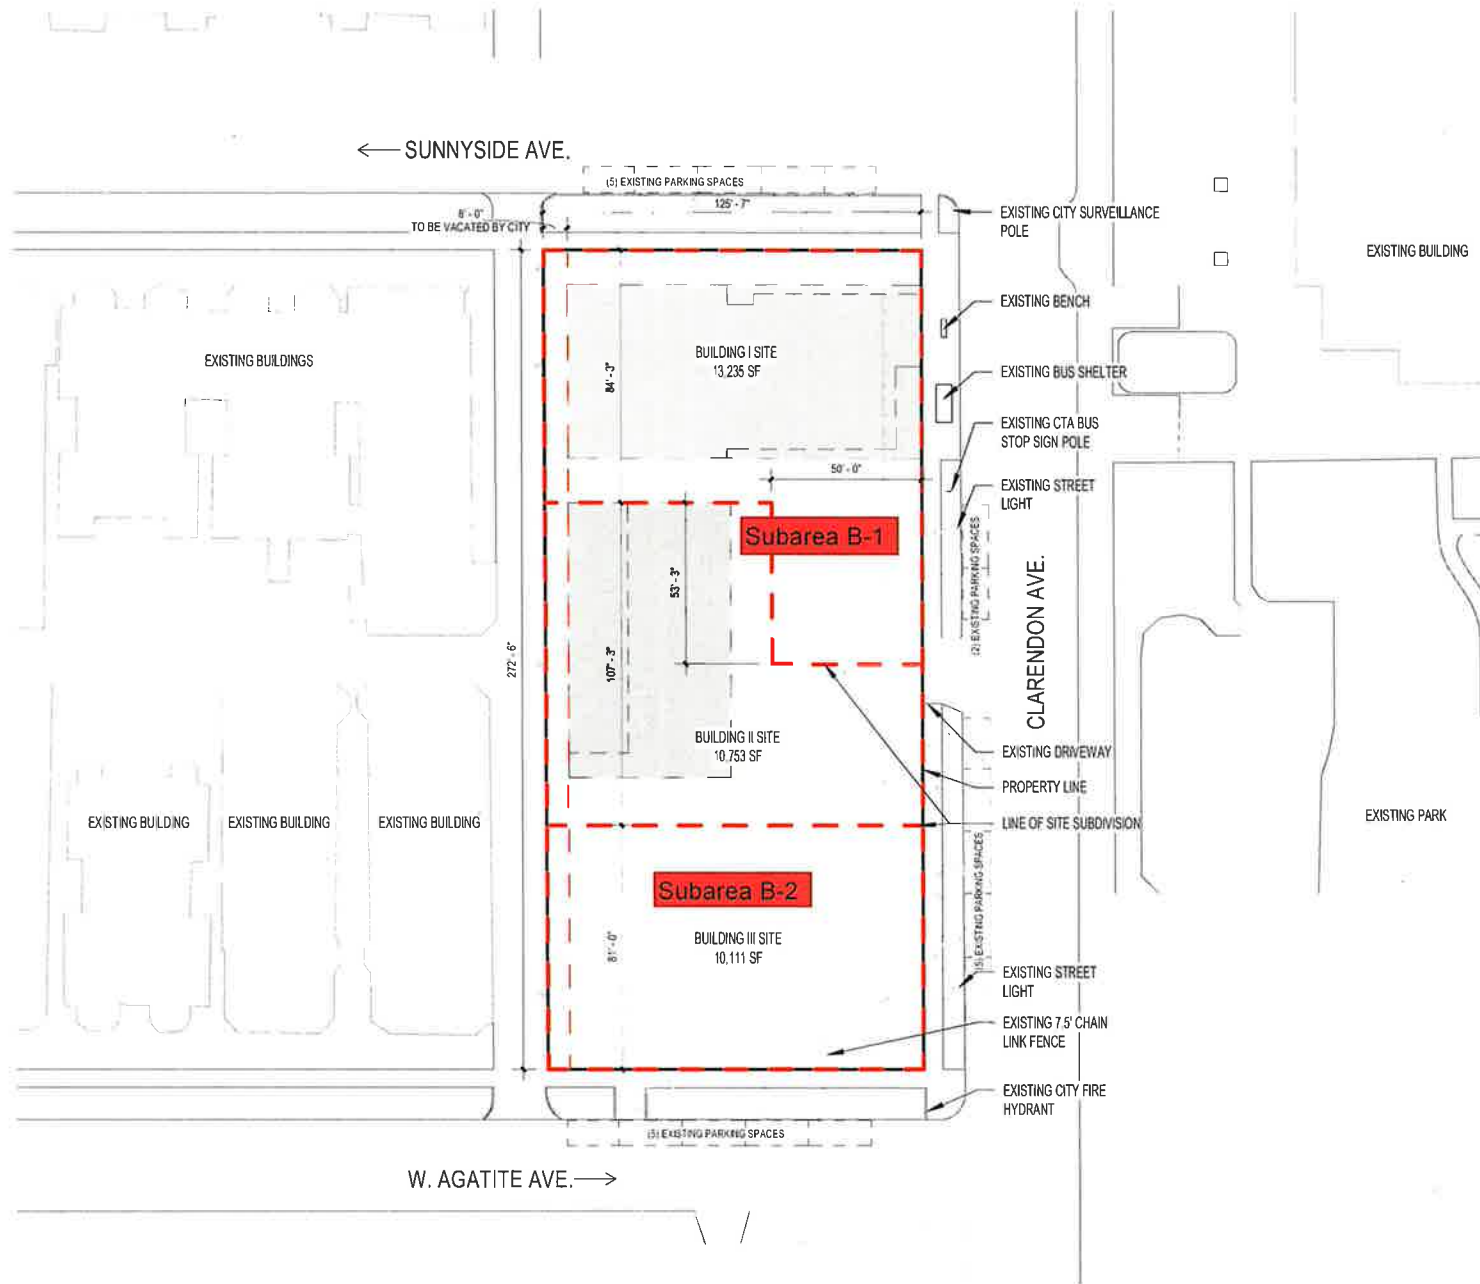 ← SUNNYSIDE AVE.
(5) EXISTING PARKING SPACES
125' - 7"
8' - 0"
TO BE VACATED BY CITY
EXISTING CITY SURVEILLANCE
POLE
EXISTING BUILDING
EXISTING BENCH
EXISTING BUILDINGS
BUILDING I SITE
13,235 SF
84' - 3"
EXISTING BUS SHELTER
EXISTING CTA BUS
STOP SIGN POLE
50' - 0"
EXISTING STREET
LIGHT
Subarea B-1
(2) EXISTING PARKING SPACES
53' - 3"
CLARENDON AVE.
272' - 6"
107' - 3"
BUILDING II SITE
10,753 SF
EXISTING DRIVEWAY
PROPERTY LINE
EXISTING BUILDING
EXISTING BUILDING
EXISTING BUILDING
LINE OF SITE SUBDIVISION
EXISTING PARK
Subarea B-2
(5) EXISTING PARKING SPACES
BUILDING III SITE
10,111 SF
81' - 0"
EXISTING STREET
LIGHT
EXISTING 7.5' CHAIN
LINK FENCE
EXISTING CITY FIRE
HYDRANT
(5) EXISTING PARKING SPACES
W. AGATITE AVE. →